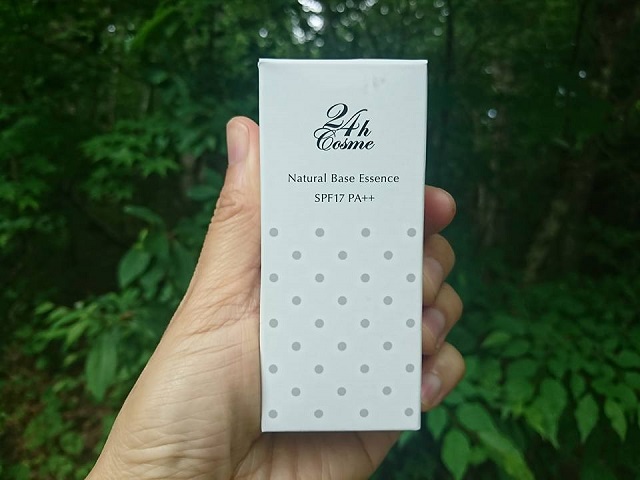 24h
Cosme
Natural Base Essence
SPF17 PA++